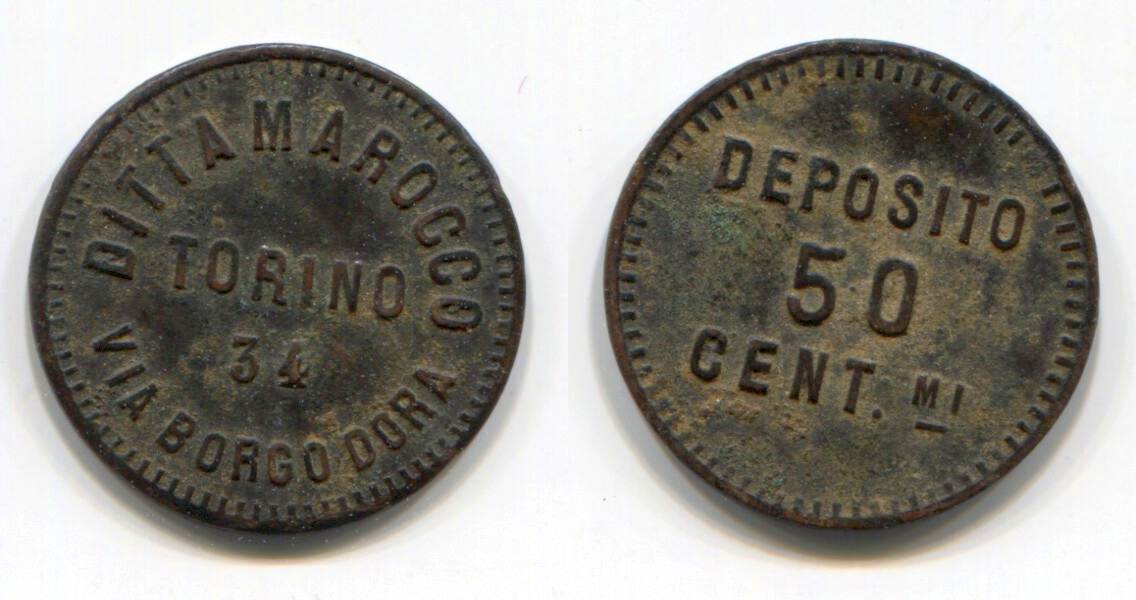 DITTA MAROCCO
TORINO
34
VIA BORGO DORA
DEPOSITO
50
CENT. MI